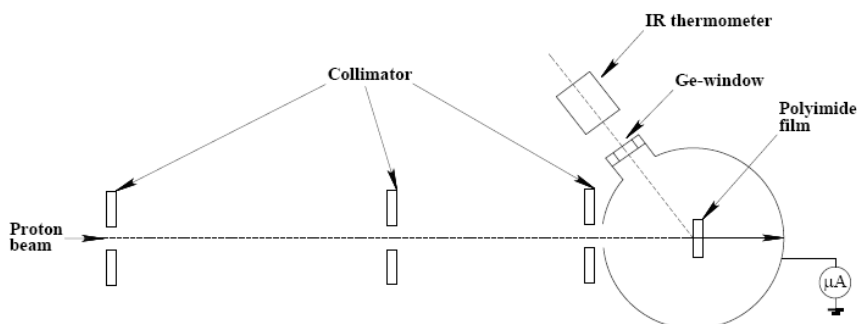 IR thermometer
Collimator
Ge-window
Polyimide
film
Proton
beam
μA